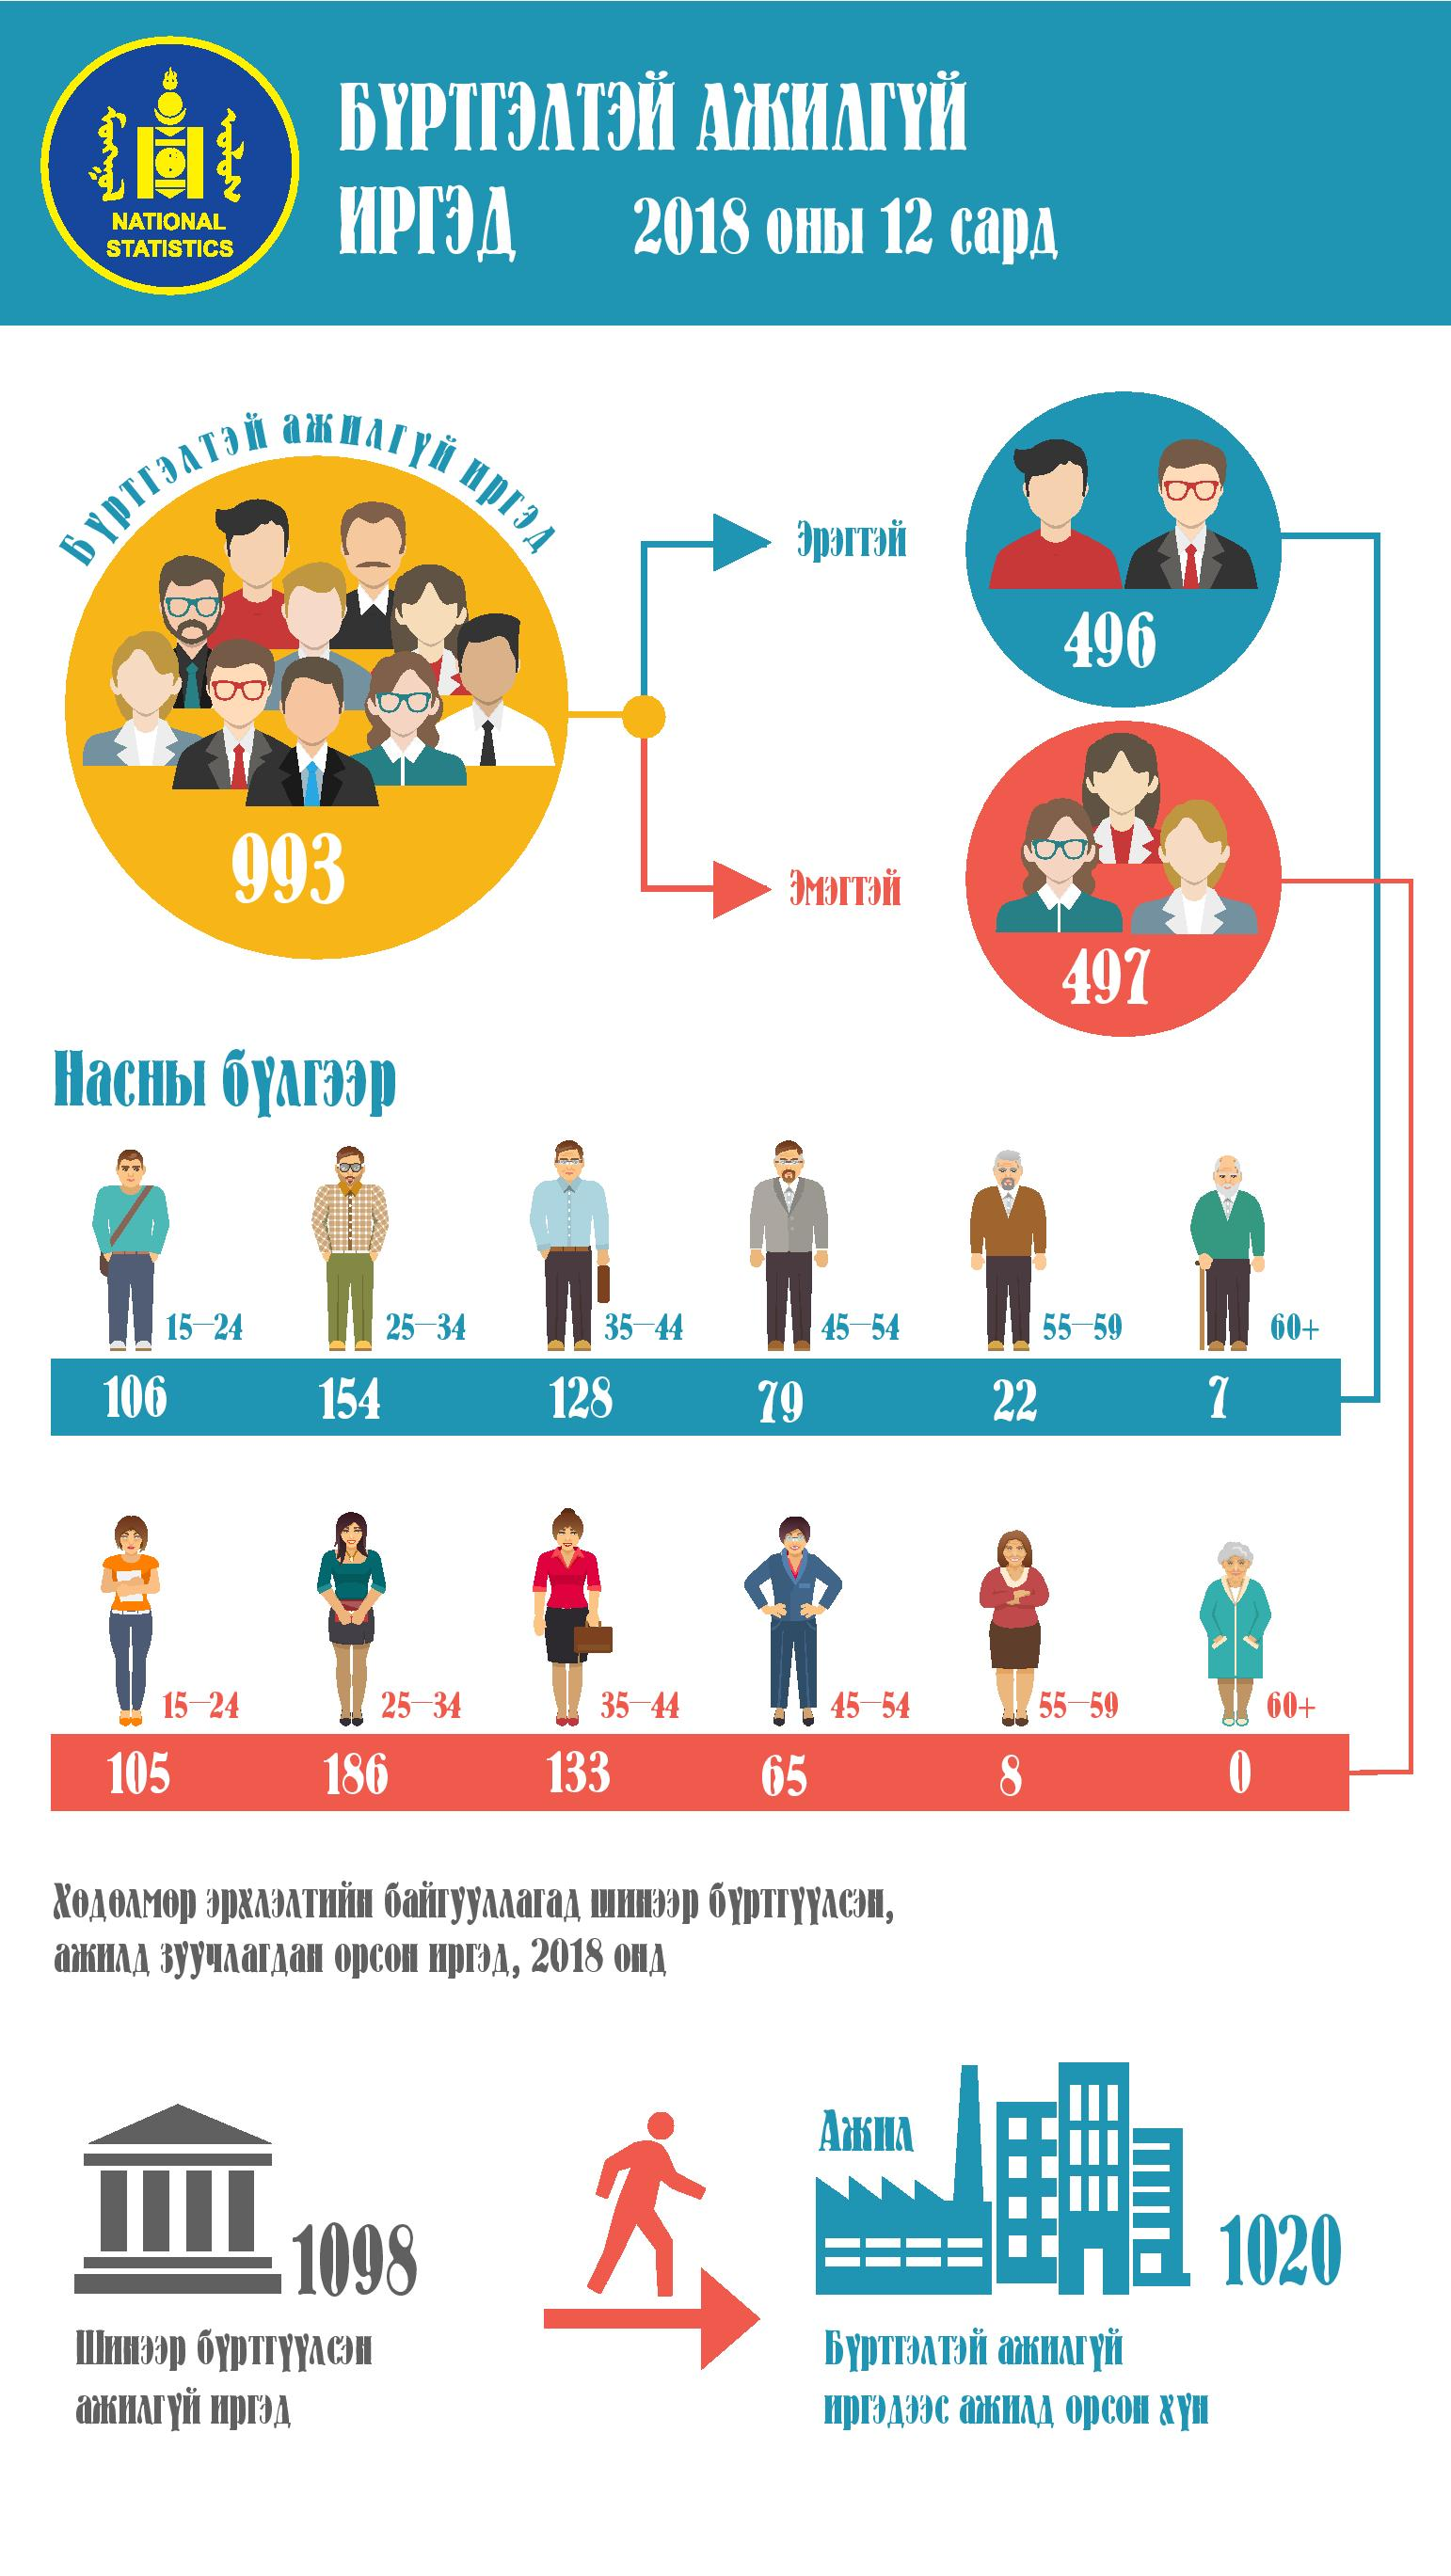 NATIONAL
STATISTICS
БҮРТГЭЛТЭЙ АЖИЛГҮЙ
ИРГЭД 2018 оны 12 сард
Бүртгэлтэй ажилгүй иргэд
993
Эрэгтэй
496
Эмэгтэй
497
Насны бүлгээр
15-24 25-34 35-44 45-54 55-59 60+
106 154 128 79 22 7
15-24 25-34 35-44 45-54 55-59 60+
105 186 133 65 8 0
Хөдөлмөр эрхлэлтийн байгууллагад шинээр бүртгүүлсэн,
ажилд зуучлагдан орсон иргэд, 2018 онд
1098
Шинээр бүртгүүлсэн
ажилгүй иргэд
Ажил
1020
Бүртгэлтэй ажилгүй
иргэдээс ажилд орсон хүн